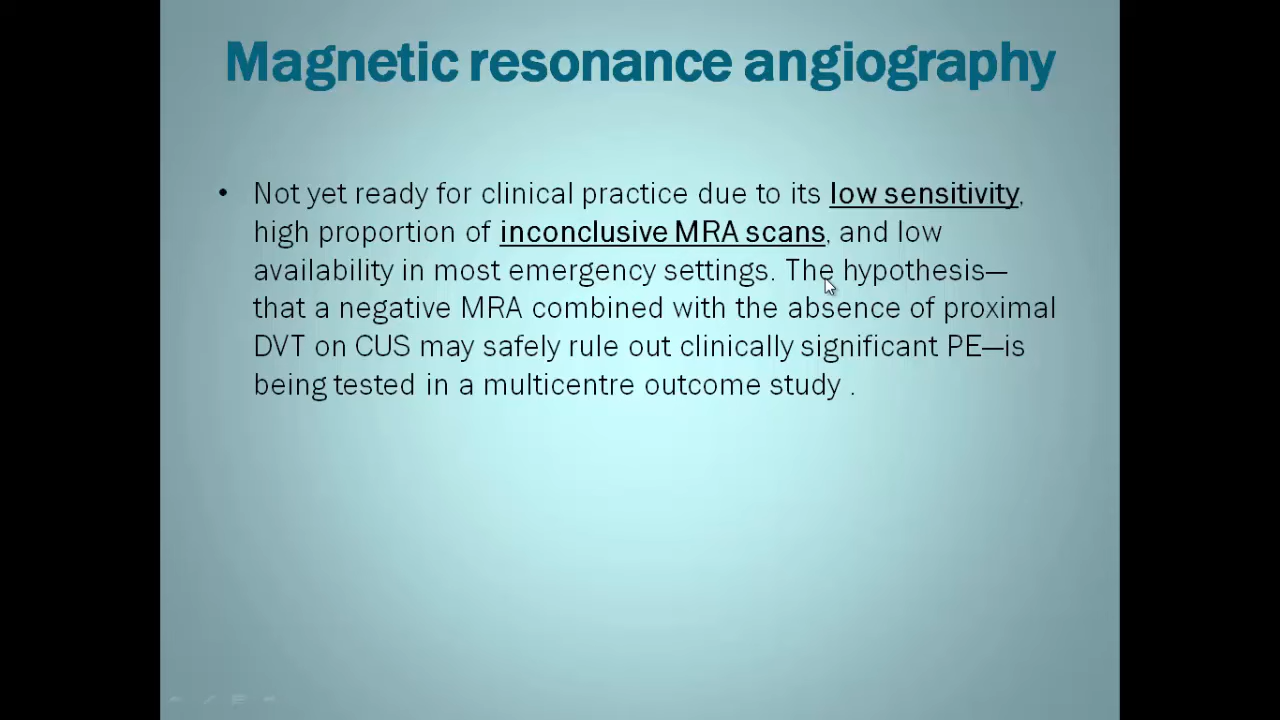 Magnetic resonance angiography
• Not yet ready for clinical practice due to its low sensitivity,
high proportion of inconclusive MRA scans, and low
availability in most emergency settings. The hypothesis—
that a negative MRA combined with the absence of proximal
DVT on CUS may safely rule out clinically significant PE—is
being tested in a multicentre outcome study .